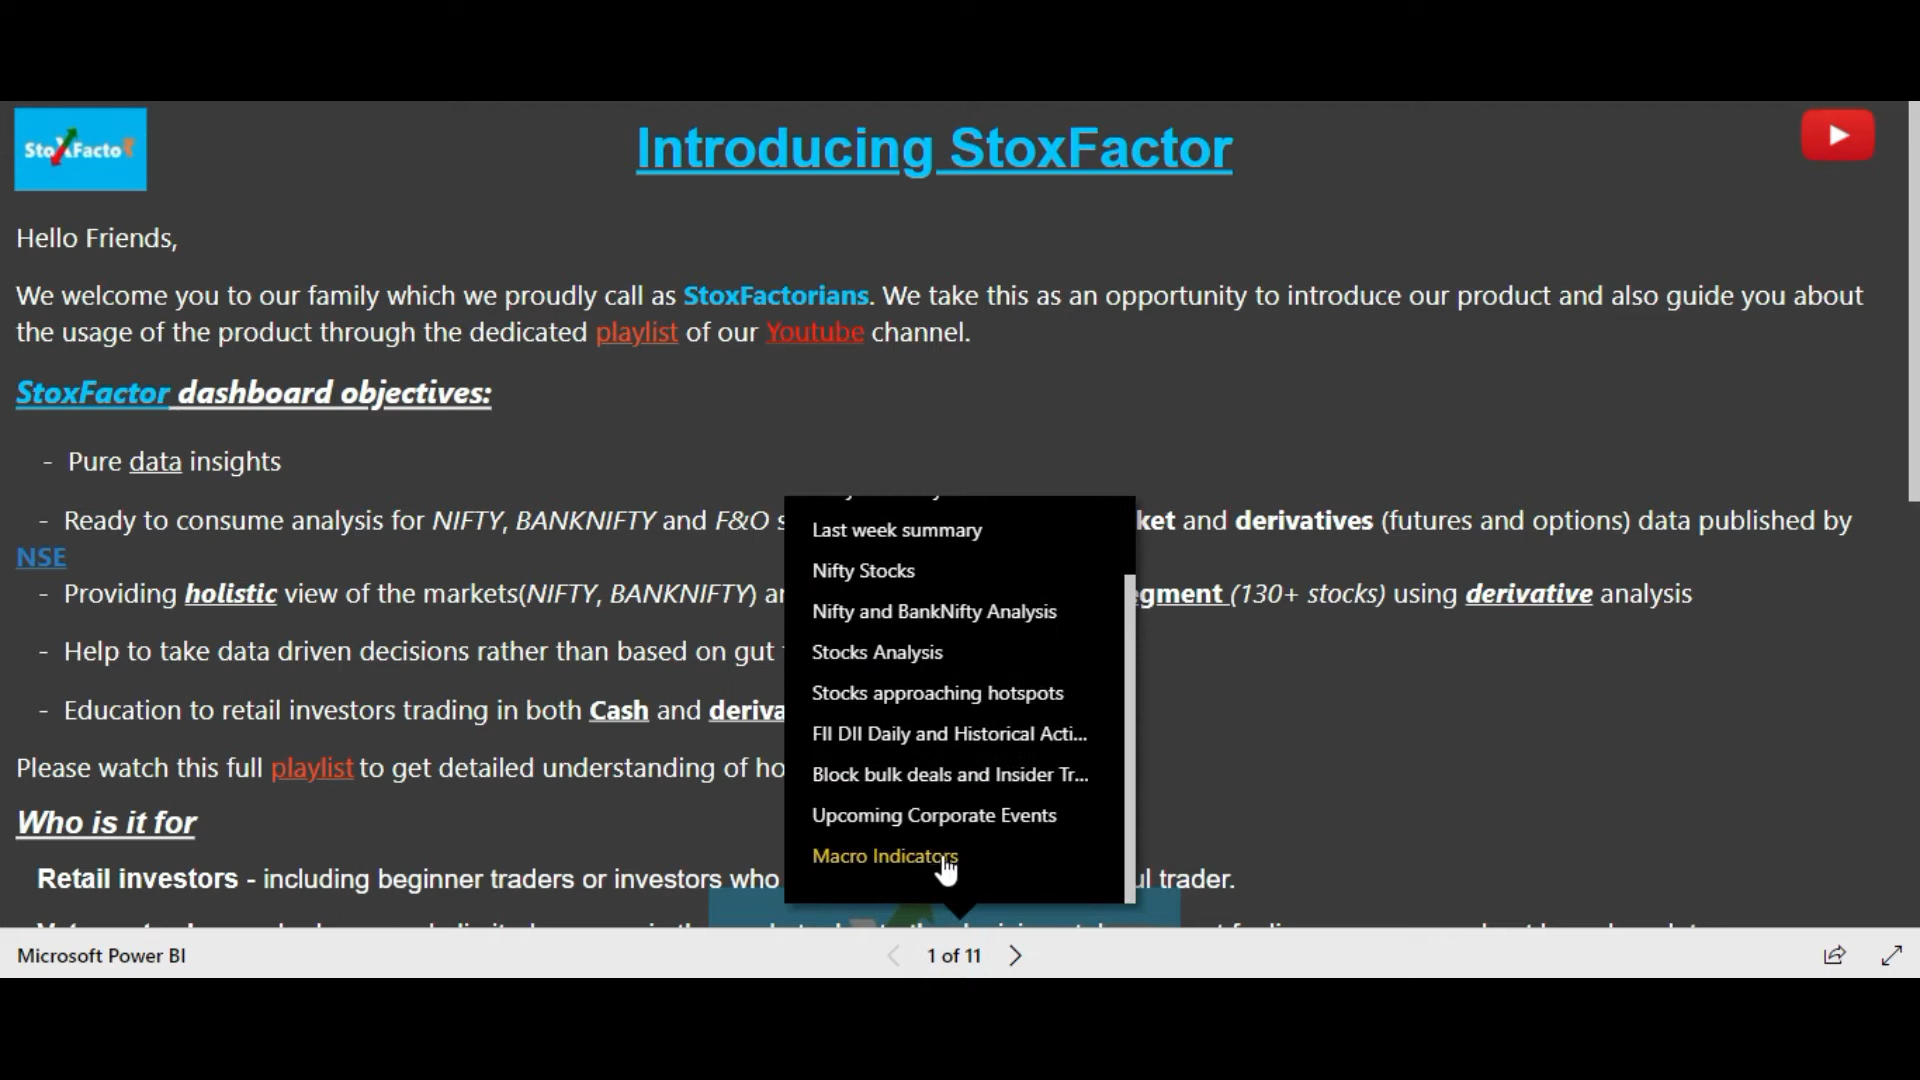 StoxFactor
Introducing StoxFactor
Hello Friends,
We welcome you to our family which we proudly call as StoxFactorians. We take this as an opportunity to introduce our product and also guide you about
the usage of the product through the dedicated playlist of our Youtube channel.
StoxFactor dashboard objectives:
- Pure data insights
- Ready to consume analysis for NIFTY, BANKNIFTY and F&O s
ket and derivatives (futures and options) data published by
NSE
- Providing holistic view of the markets(NIFTY, BANKNIFTY) ar
egment (130+ stocks) using derivative analysis
- Help to take data driven decisions rather than based on gut
- Education to retail investors trading in both Cash and deriva
Please watch this full playlist to get detailed understanding of ho
Who is it for
Retail investors - including beginner traders or investors who
ul trader.
Last week summary
Nifty Stocks
Nifty and BankNifty Analysis
Stocks Analysis
Stocks approaching hotspots
FII DII Daily and Historical Acti...
Block bulk deals and Insider Tr...
Upcoming Corporate Events
Macro Indicators
Microsoft Power BI
1 of 11